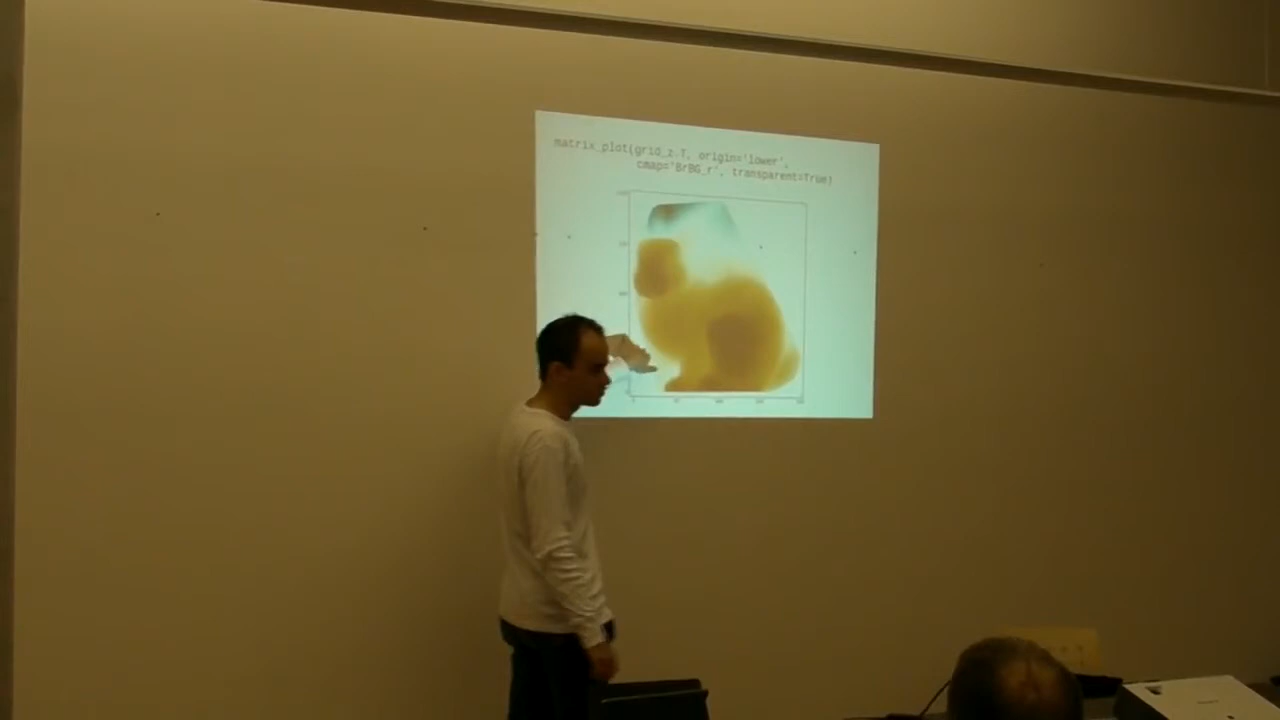 matrix_plot(grid_z.T, origin='lower',
cmap='BrBG_r', transparent=True)